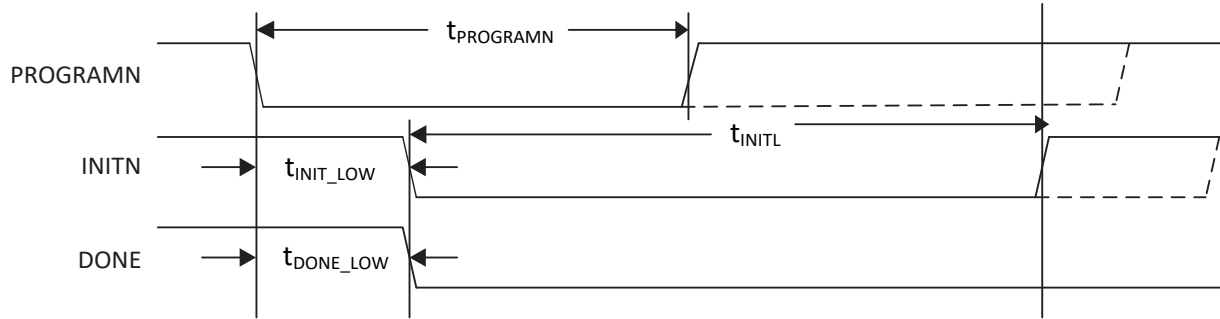 tPROGRAMN
PROGRAMN
tINITL
INITN
tINIT_LOW
DONE
tDONE_LOW